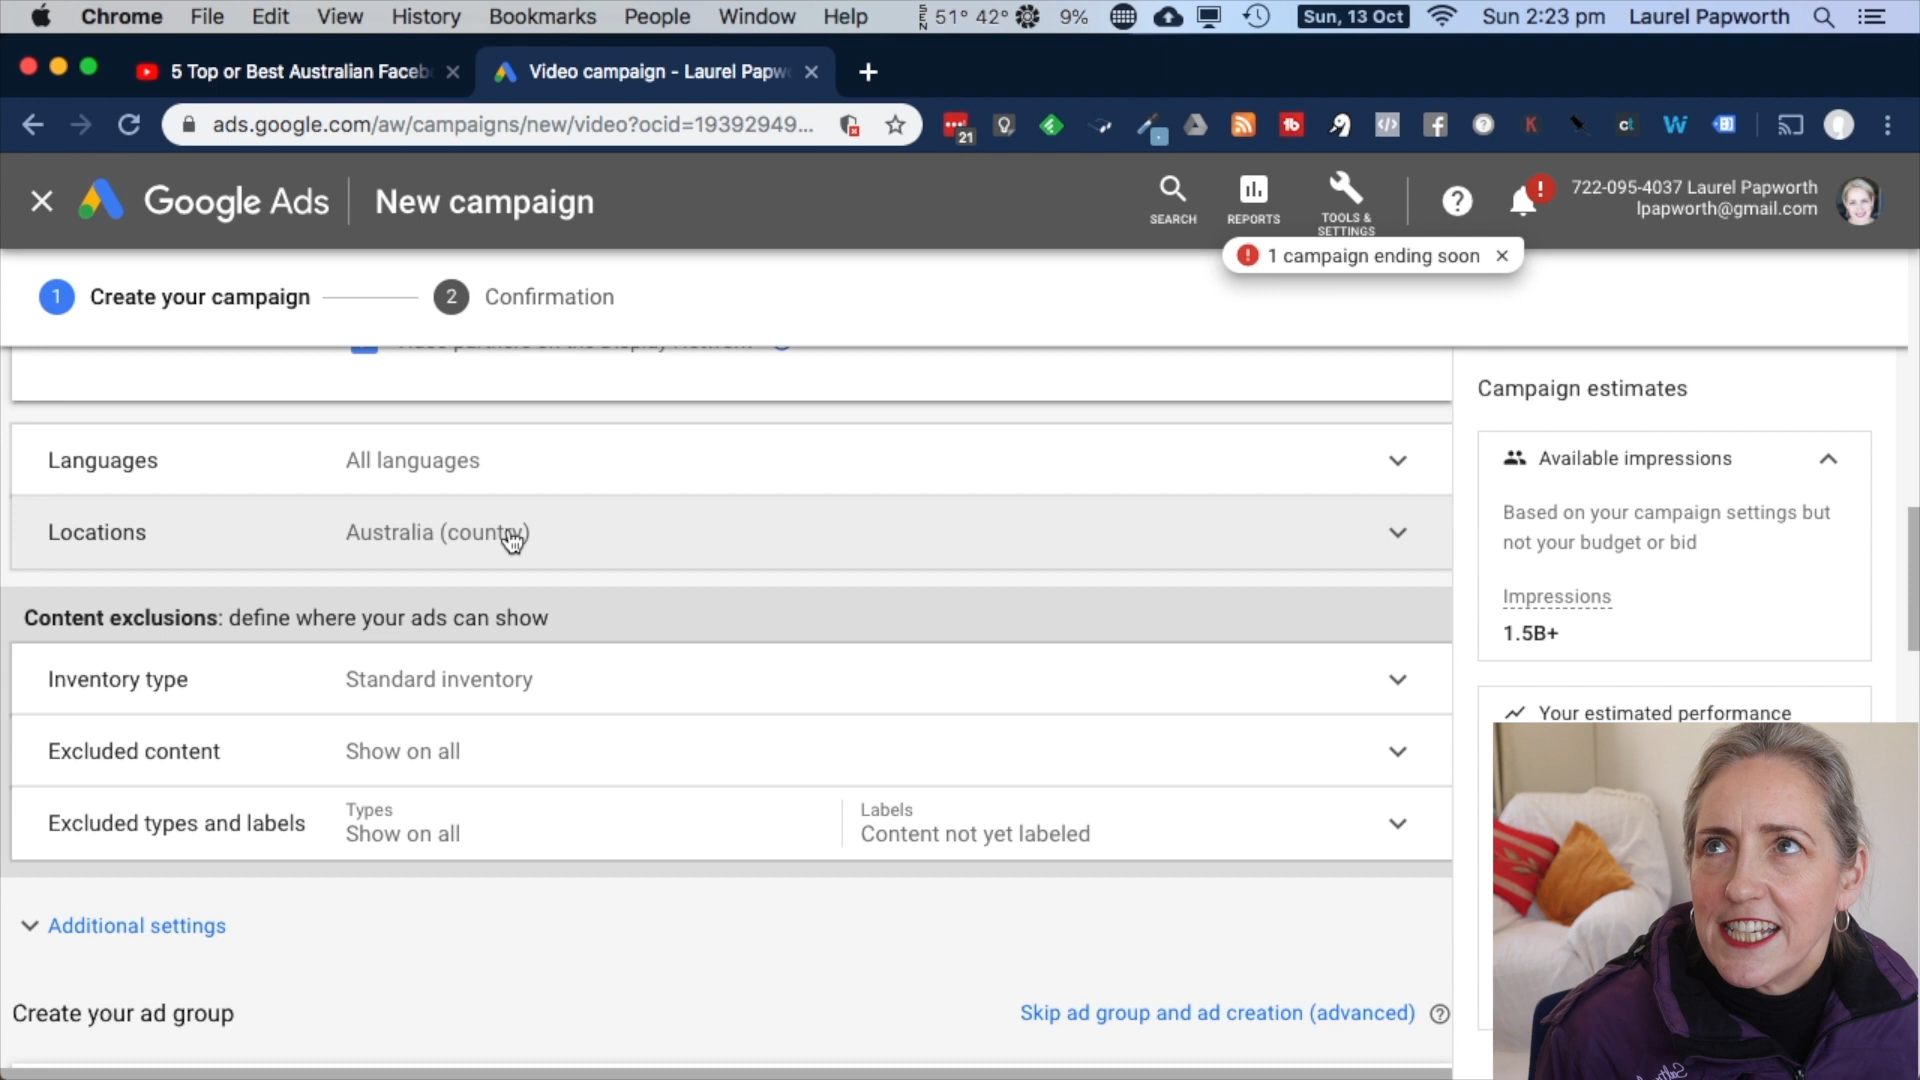 Chrome File Edit View History Bookmarks People Window Help 51° 42° 9% Sun, 13 Oct Sun 2:23 pm Laurel Papworth
5 Top or Best Australian Faceb
Video campaign - Laurel Papw
ads.google.com/aw/campaigns/new/video?ocid=19392949...
21
Google Ads New campaign
SEARCH
REPORTS
TOOLS &
SETTINGS
722-095-4037 Laurel Papworth
lpapworth@gmail.com
1 campaign ending soon
1 Create your campaign
2 Confirmation
Campaign estimates
Languages All languages
Available impressions
Based on your campaign settings but
not your budget or bid
Locations Australia (country)
Impressions
1.5B+
Content exclusions: define where your ads can show
Inventory type Standard inventory
Your estimated performance
Excluded content Show on all
Excluded types and labels
Types
Show on all
Labels
Content not yet labeled
Additional settings
Create your ad group
Skip ad group and ad creation (advanced)